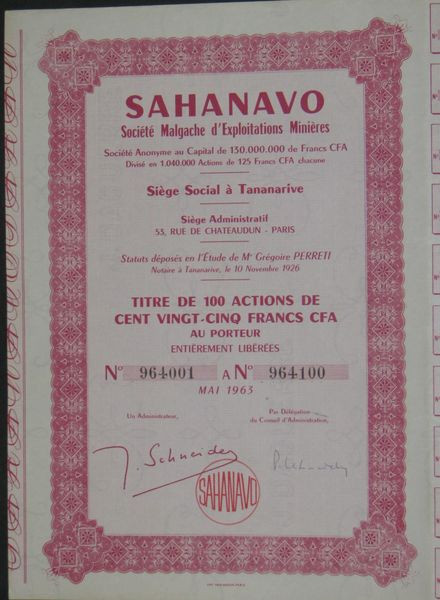 SAHANAVO
Société Malgache d'Exploitations Minières
Société Anonyme au Capital de 130.000.000 de Francs CFA
Divisé en 1.040.000 Actions de 125 Francs CFA chacune
Siège Social à Tananarive
Siège Administratif
53, RUE DE CHATEAUDUN - PARIS
Statuts déposés en l'Étude de Me Grégoire PERRETI
Notaire à Tananarive, le 10 Novembre 1926
TITRE DE 100 ACTIONS DE
CENT VINGT-CINQ FRANCS CFA
AU PORTEUR
ENTIÈREMENT LIBÉRÉES
No 964001 A No 964100
MAI 1963
Un Administrateur,
Par Délégation
du Conseil d'Administration,
J. Schneider
SAHANAVO